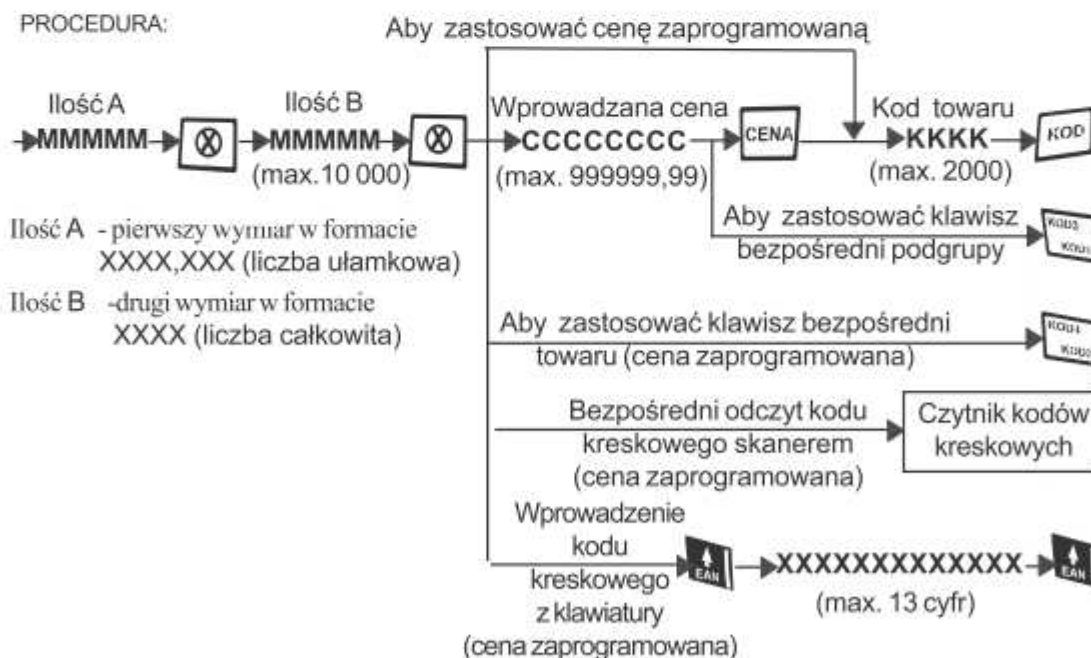 PROCEDURA:
Aby zastosować cenę zaprogramowaną
Ilość A
Ilość B
Wprowadzana cena
Kod towaru
MMMMM
X
MMMMM
X
CCCCCCCC
CENA
KKKK
KOD
(max.10 000)
(max. 999999,99)
(max. 2000)
Ilość A - pierwszy wymiar w formacie
XXXX,XXX (liczba ułamkowa)
Ilość B -drugi wymiar w formacie
XXXX (liczba całkowita)
Aby zastosować klawisz
bezpośredni podgrupy
Aby zastosować klawisz bezpośredni
towaru (cena zaprogramowana)
Bezpośredni odczyt kodu
kreskowego skanerem
(cena zaprogramowana)
Czytnik kodów
kreskowych
Wprowadzenie
kodu
kreskowego
z klawiatury
(cena zaprogramowana)
EAN
XXXXXXXXXXXXX
EAN
(max. 13 cyfr)